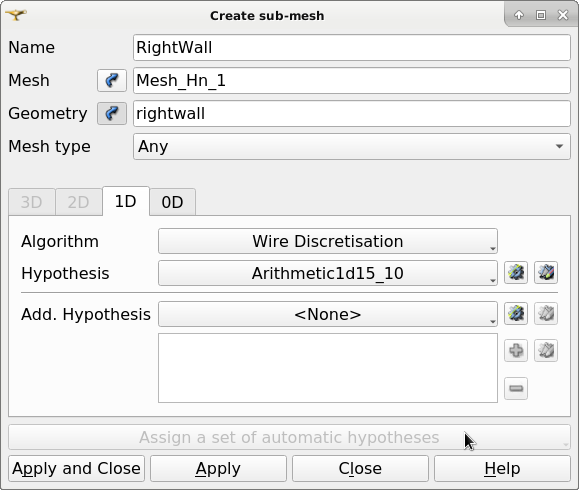 Create sub-mesh
Name RightWall
Mesh Mesh_Hn_1
Geometry rightwall
Mesh type Any
3D 2D 1D 0D
Algorithm Wire Discretisation
Hypothesis Arithmetic1d15_10
Add. Hypothesis <None>
Assign a set of automatic hypotheses
Apply and Close Apply Close Help